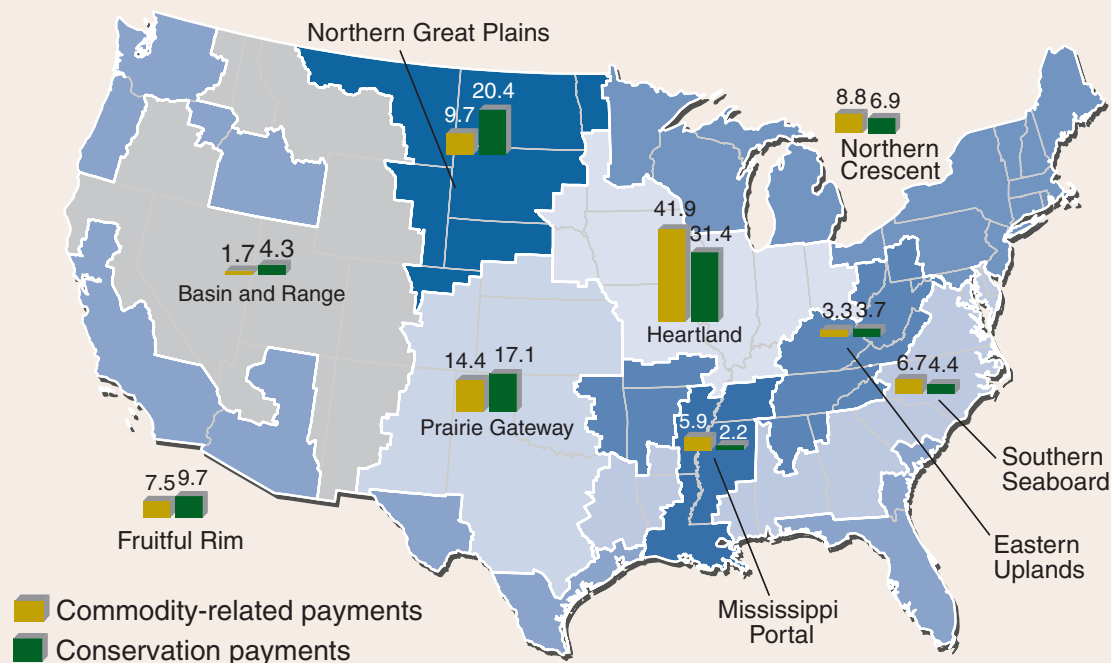 Northern Great Plains
20.4
9.7
8.8 6.9
Northern
Crescent
41.9
31.4
Heartland
1.7 4.3
Basin and Range
3.3 3.7
6.7 4.4
14.4 17.1
Prairie Gateway
5.9 2.2
Southern
Seaboard
7.5 9.7
Fruitful Rim
Eastern
Uplands
Mississippi
Portal
Commodity-related payments
Conservation payments